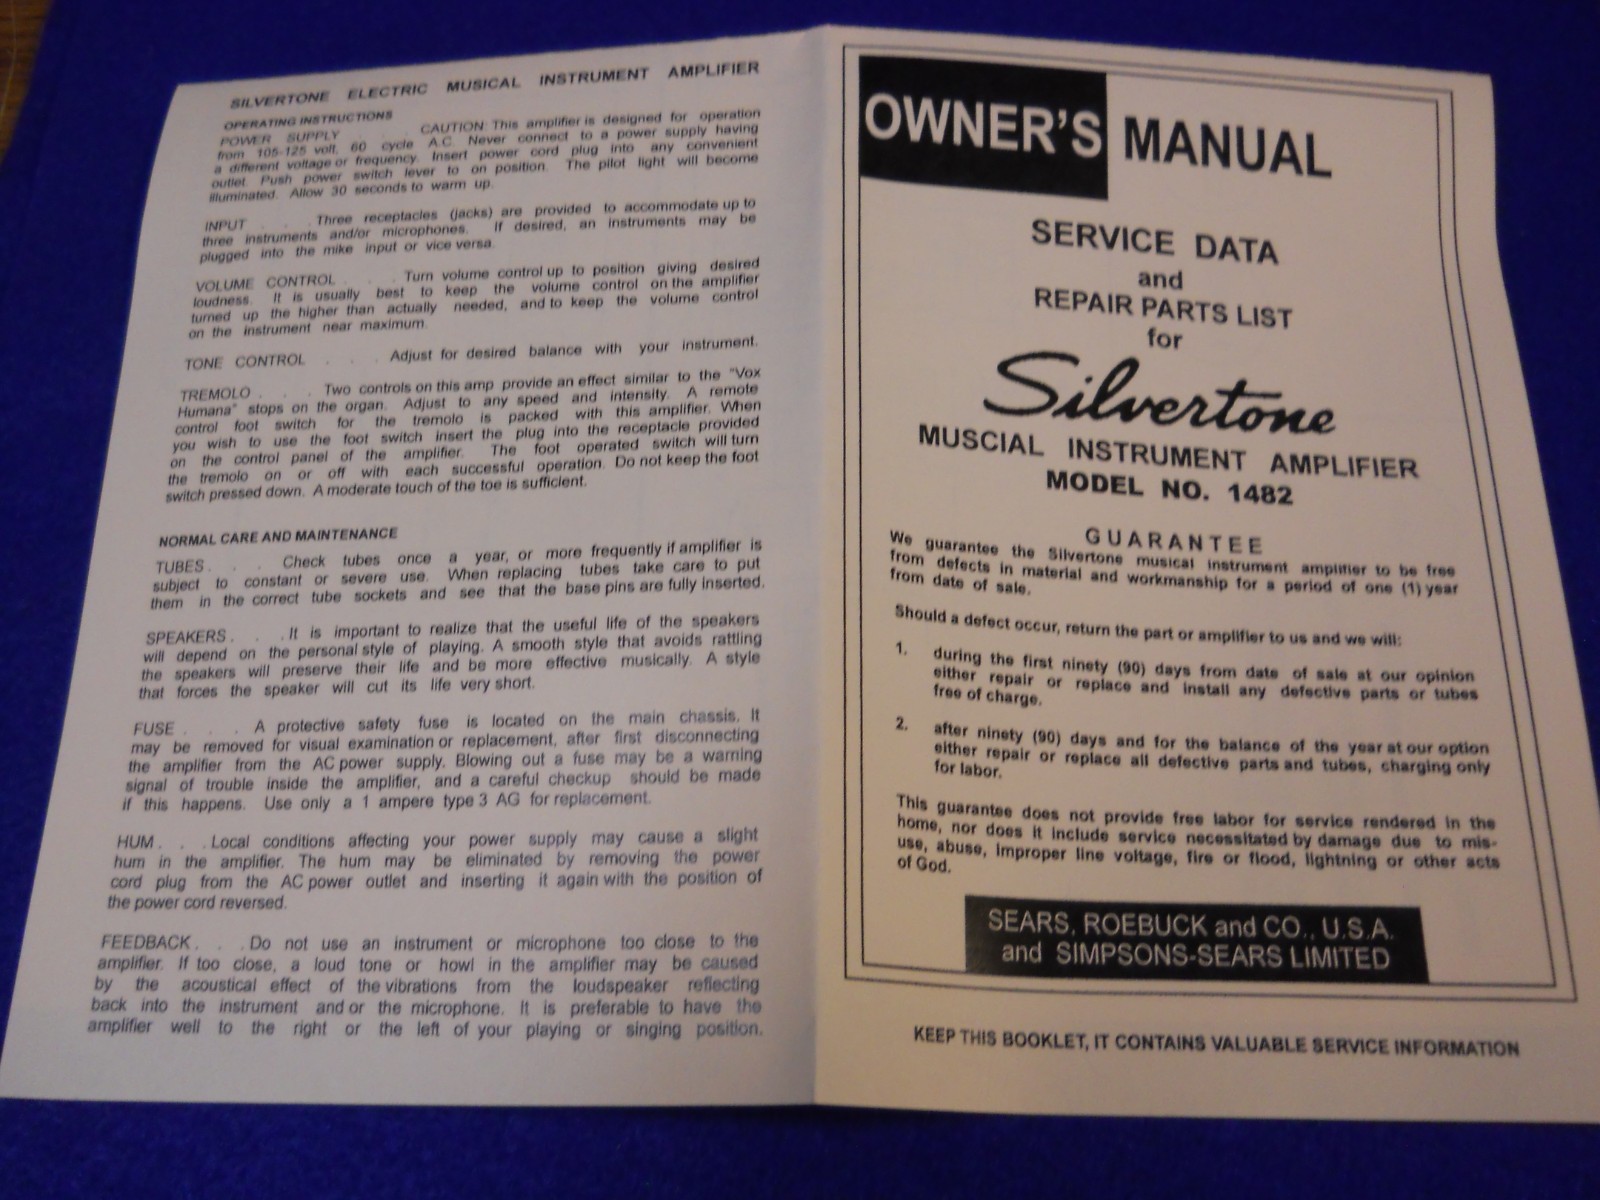 SILVERTONE ELECTRIC MUSICAL INSTRUMENT AMPLIFIER
OPERATING INSTRUCTIONS
POWER SUPPLY . . . CAUTION: This amplifier is designed for operation
from 105-125 volt, 60 cycle A.C. Never connect to a power supply having
a different voltage or frequency. Insert power cord plug into any convenient
outlet. Push power switch lever to on position. The pilot light will become
illuminated. Allow 30 seconds to warm up.
INPUT . . . Three receptacles (jacks) are provided to accommodate up to
three instruments and/or microphones. If desired, an instruments may be
plugged into the mike input or vice versa.
VOLUME CONTROL . . . Turn volume control up to position giving desired
loudness. It is usually best to keep the volume control on the amplifier
turned up the higher than actually needed, and to keep the volume control
on the instrument near maximum.
TONE CONTROL . . . Adjust for desired balance with your instrument.
TREMOLO . . . Two controls on this amp provide an effect similar to the "Vox
Humana" stops on the organ. Adjust to any speed and intensity. A remote
control foot switch for the tremolo is packed with this amplifier. When
you wish to use the foot switch insert the plug into the receptacle provided
on the control panel of the amplifier. The foot operated switch will turn
the tremolo on or off with each successful operation. Do not keep the foot
switch pressed down. A moderate touch of the toe is sufficient.
NORMAL CARE AND MAINTENANCE
TUBES . . . Check tubes once a year, or more frequently if amplifier is
subject to constant or severe use. When replacing tubes take care to put
them in the correct tube sockets and see that the base pins are fully inserted.
SPEAKERS . . . It is important to realize that the useful life of the speakers
will depend on the personal style of playing. A smooth style that avoids rattling
the speakers will preserve their life and be more effective musically. A style
that forces the speaker will cut its life very short.
FUSE . . . A protective safety fuse is located on the main chassis. It
may be removed for visual examination or replacement, after first disconnecting
the amplifier from the AC power supply. Blowing out a fuse may be a warning
signal of trouble inside the amplifier, and a careful checkup should be made
if this happens. Use only a 1 ampere type 3 AG for replacement.
HUM . . . Local conditions affecting your power supply may cause a slight
hum in the amplifier. The hum may be eliminated by removing the power
cord plug from the AC power outlet and inserting it again with the position of
the power cord reversed.
FEEDBACK . . . Do not use an instrument or microphone too close to the
amplifier. If too close, a loud tone or howl in the amplifier may be caused
by the acoustical effect of the vibrations from the loudspeaker reflecting
back into the instrument and or the microphone. It is preferable to have the
amplifier well to the right or the left of your playing or singing position.
OWNER'S MANUAL
SERVICE DATA
and
REPAIR PARTS LIST
for
Silvertone
MUSCIAL INSTRUMENT AMPLIFIER
MODEL NO. 1482
GUARANTEE
We guarantee the Silvertone musical instrument amplifier to be free
from defects in material and workmanship for a period of one (1) year
from date of sale.
Should a defect occur, return the part or amplifier to us and we will:
1. during the first ninety (90) days from date of sale at our opinion
either repair or replace and install any defective parts or tubes
free of charge.
2. after ninety (90) days and for the balance of the year at our option
either repair or replace all defective parts and tubes, charging only
for labor.
This guarantee does not provide free labor for service rendered in the
home, nor does it include service necessitated by damage due to mis-
use, abuse, improper line voltage, fire or flood, lightning or other acts
of God.
SEARS, ROEBUCK and CO., U.S.A.
and SIMPSONS-SEARS LIMITED
KEEP THIS BOOKLET, IT CONTAINS VALUABLE SERVICE INFORMATION